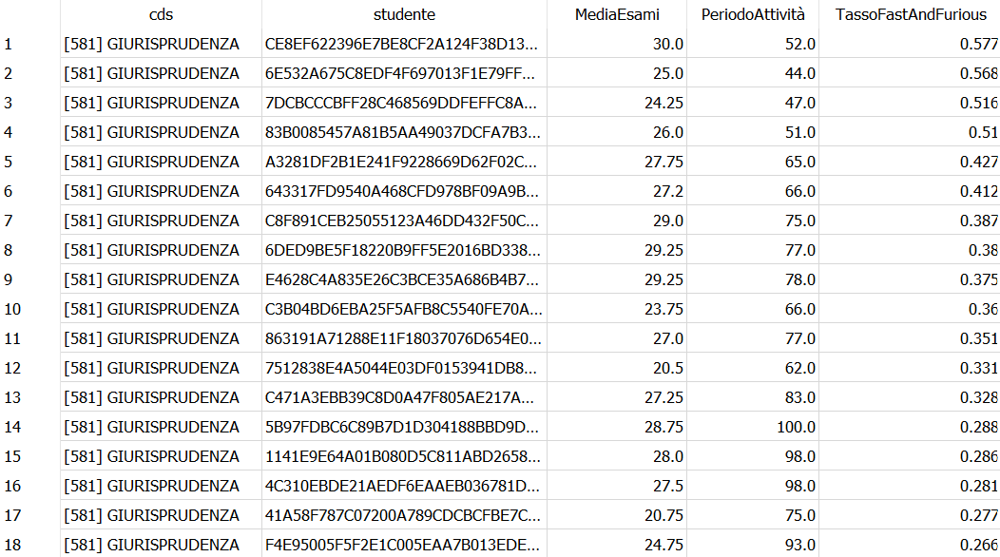 cds studente MediaEsami PeriodoAttività TassoFastAndFurious
1 [581] GIURISPRUDENZA CE8EF622396E7BE8CF2A124F38D13... 30.0 52.0 0.577
2 [581] GIURISPRUDENZA 6E532A675C8EDF4F697013F1E79FF... 25.0 44.0 0.568
3 [581] GIURISPRUDENZA 7DCBCCCBFF28C468569DDFEFFC8A... 24.25 47.0 0.516
4 [581] GIURISPRUDENZA 83B0085457A81B5AA49037DCFA7B3... 26.0 51.0 0.51
5 [581] GIURISPRUDENZA A3281DF2B1E241F9228669D62F02C... 27.75 65.0 0.427
6 [581] GIURISPRUDENZA 643317FD9540A468CFD978BF09A9B... 27.2 66.0 0.412
7 [581] GIURISPRUDENZA C8F891CEB25055123A46DD432F50C... 29.0 75.0 0.387
8 [581] GIURISPRUDENZA 6DED9BE5F18220B9FF5E2016BD338... 29.25 77.0 0.38
9 [581] GIURISPRUDENZA E4628C4A835E26C3BCE35A686B4B7... 29.25 78.0 0.375
10 [581] GIURISPRUDENZA C3B04BD6EBA25F5AFB8C5540FE70A... 23.75 66.0 0.36
11 [581] GIURISPRUDENZA 863191A71288E11F18037076D654E0... 27.0 77.0 0.351
12 [581] GIURISPRUDENZA 7512838E4A5044E03DF0153941DB8... 20.5 62.0 0.331
13 [581] GIURISPRUDENZA C471A3EBB39C8D0A47F805AE217A... 27.25 83.0 0.328
14 [581] GIURISPRUDENZA 5B97FDBC6C89B7D1D304188BBD9D... 28.75 100.0 0.288
15 [581] GIURISPRUDENZA 1141E9E64A01B080D5C811ABD2658... 28.0 98.0 0.286
16 [581] GIURISPRUDENZA 4C310EBDE21AEDF6EAAEB036781D... 27.5 98.0 0.281
17 [581] GIURISPRUDENZA 41A58F787C07200A789CDCBCFBE7C... 20.75 75.0 0.277
18 [581] GIURISPRUDENZA F4E95005F5F2E1C005EAA7B013EDE... 24.75 93.0 0.266